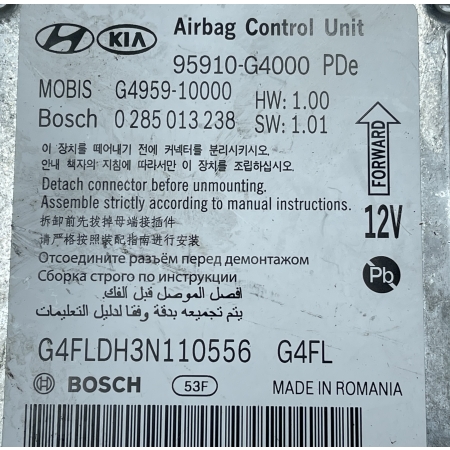 HYUNDAI KIA Airbag Control Unit
95910-G4000 PDe
MOBIS G4959-10000 HW: 1.00
Bosch 0 285 013 238 SW: 1.01
이 장치를 떼어내기 전에 커넥터를 분리시키시오.
안내 책자의 지침에 따라서만 이 장치를 조립하십시오.
Detach connector before unmounting.
Assemble strictly according to manual instructions.
拆卸前先拔掉母端接插件
请严格按照装配指南进行安装
Отсоедините разъём перед демонтажом
Сборка строго по инструкции
افصل الموصل قبل الفك.
يتم تجميعه بدقة وفقا لدليل التعليمات
FORWARD
12V
Pb
G4FLDH3N110556 G4FL
BOSCH 53F MADE IN ROMANIA